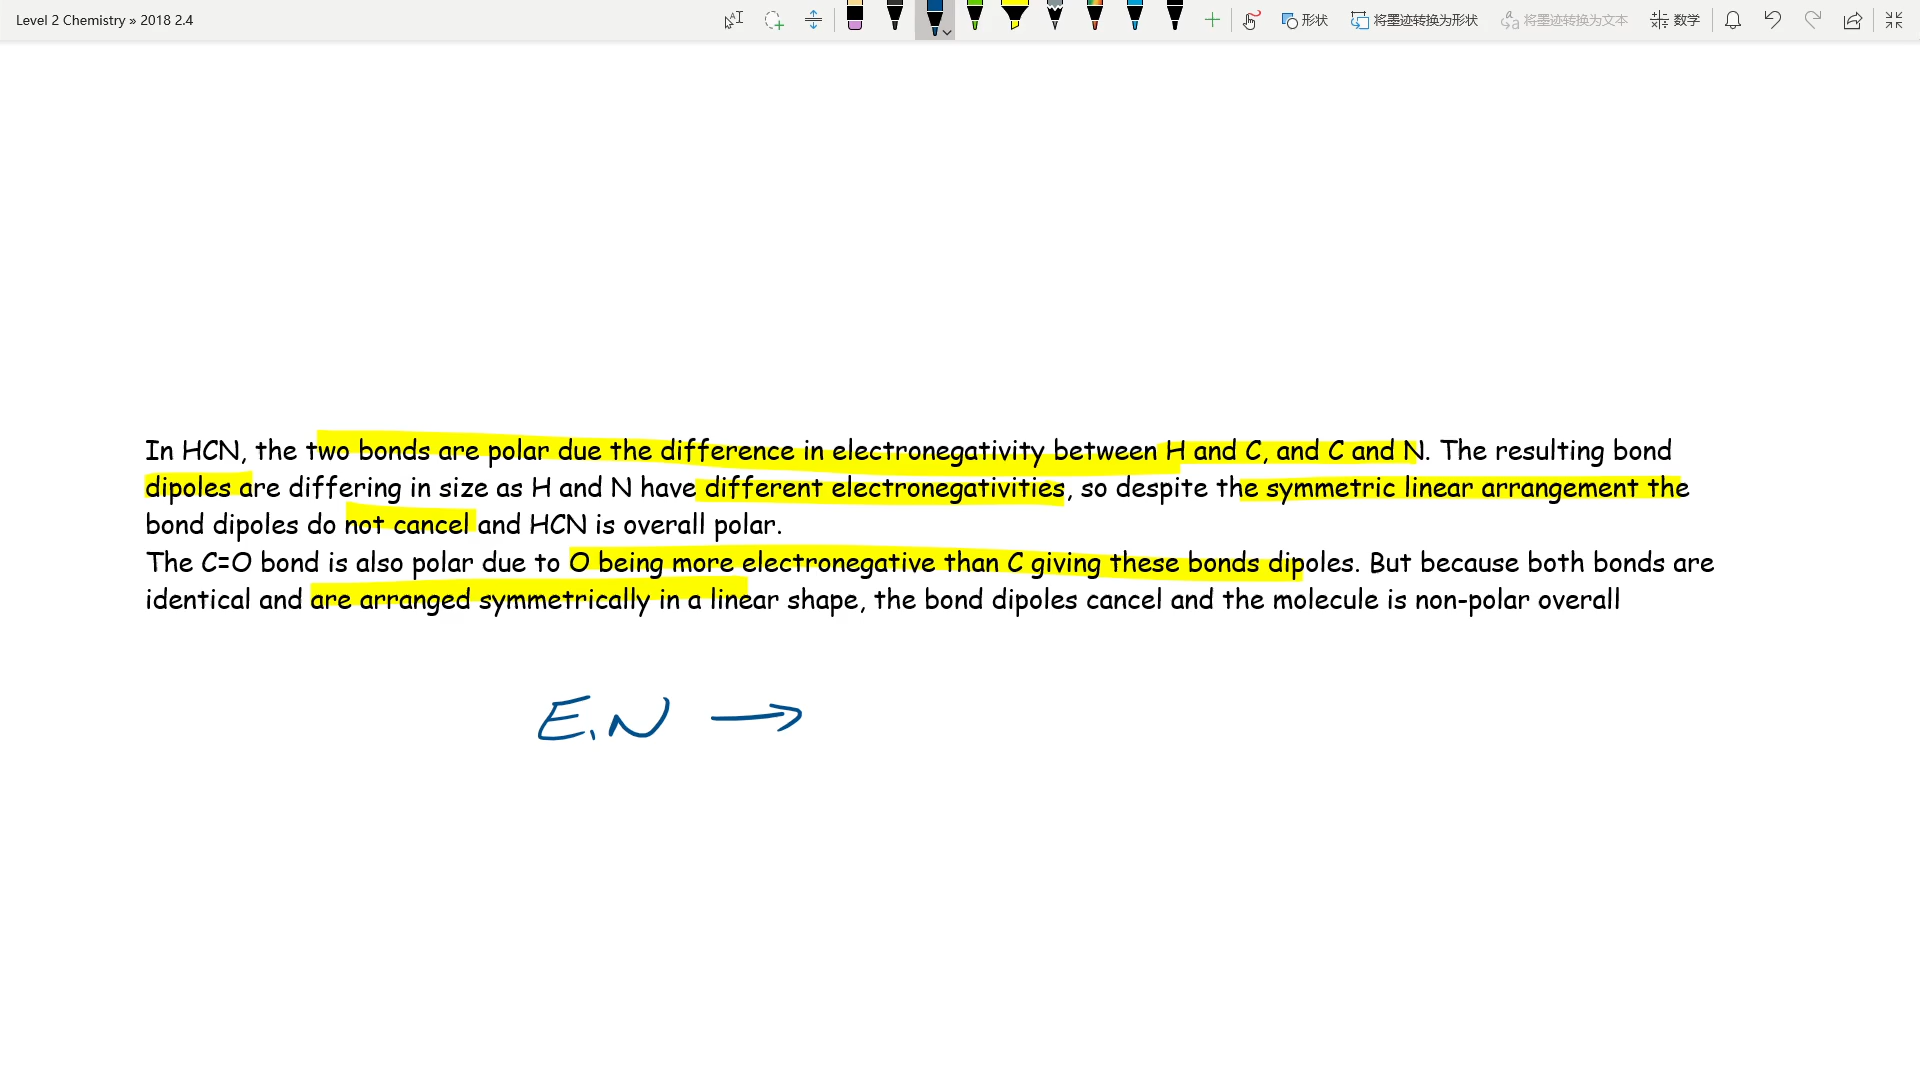 Level 2 Chemistry » 2018 2.4
形状 将墨迹转换为形状 将墨迹转换为文本 数学
In HCN, the two bonds are polar due the difference in electronegativity between H and C, and C and N. The resulting bond
dipoles are differing in size as H and N have different electronegativities, so despite the symmetric linear arrangement the
bond dipoles do not cancel and HCN is overall polar.
The C=O bond is also polar due to O being more electronegative than C giving these bonds dipoles. But because both bonds are
identical and are arranged symmetrically in a linear shape, the bond dipoles cancel and the molecule is non-polar overall
E.N →